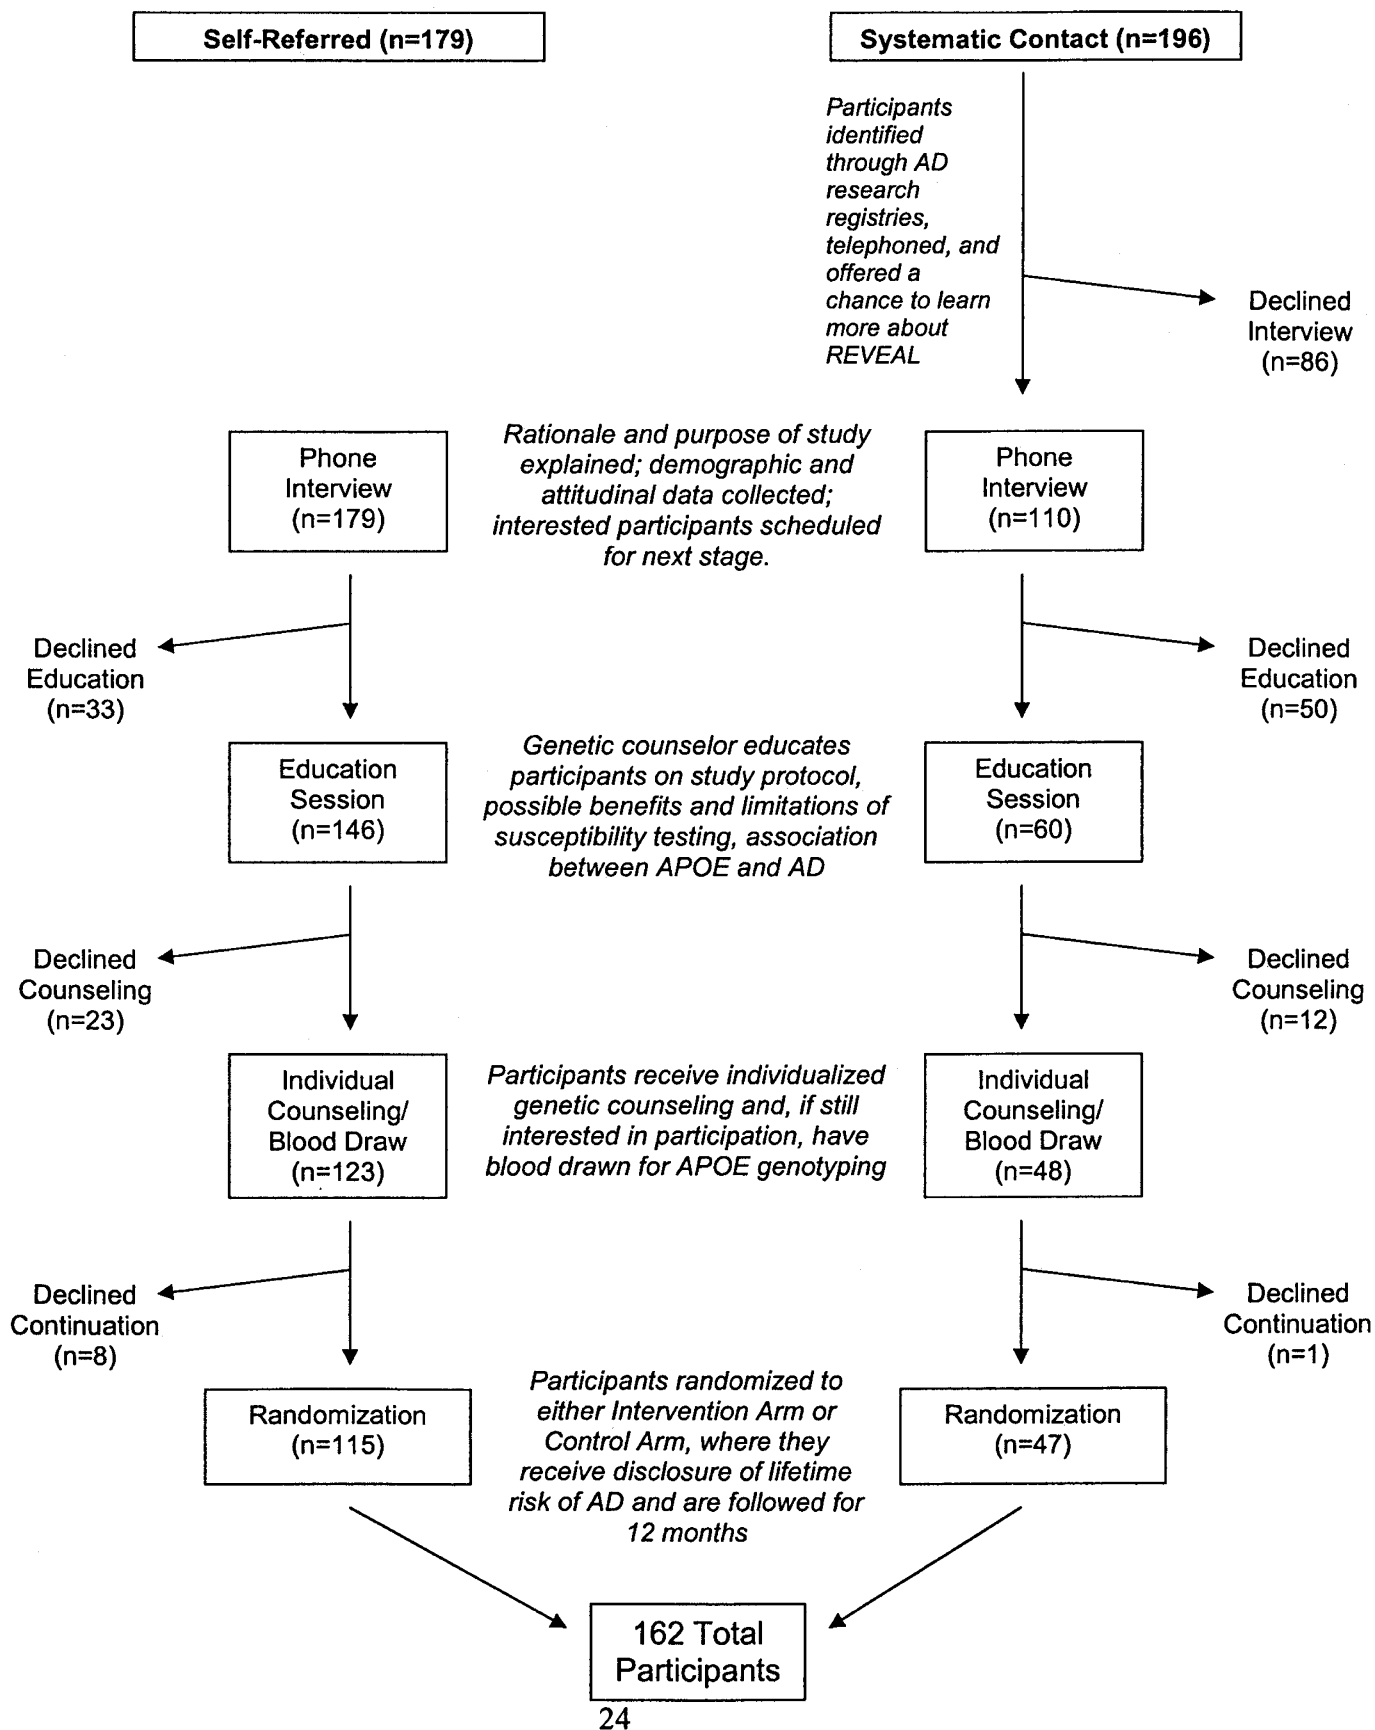 Self-Referred (n=179)
Systematic Contact (n=196)
Participants
identified
through AD
research
registries,
telephoned, and
offered a
chance to learn
more about
REVEAL
Declined
Interview
(n=86)
Phone
Interview
(n=179)
Rationale and purpose of study
explained; demographic and
attitudinal data collected;
interested participants scheduled
for next stage.
Phone
Interview
(n=110)
Declined
Education
(n=33)
Declined
Education
(n=50)
Education
Session
(n=146)
Genetic counselor educates
participants on study protocol,
possible benefits and limitations of
susceptibility testing, association
between APOE and AD
Education
Session
(n=60)
Declined
Counseling
(n=23)
Declined
Counseling
(n=12)
Individual
Counseling/
Blood Draw
(n=123)
Participants receive individualized
genetic counseling and, if still
interested in participation, have
blood drawn for APOE genotyping
Individual
Counseling/
Blood Draw
(n=48)
Declined
Continuation
(n=8)
Declined
Continuation
(n=1)
Randomization
(n=115)
Participants randomized to
either Intervention Arm or
Control Arm, where they
receive disclosure of lifetime
risk of AD and are followed for
12 months
Randomization
(n=47)
162 Total
Participants
24